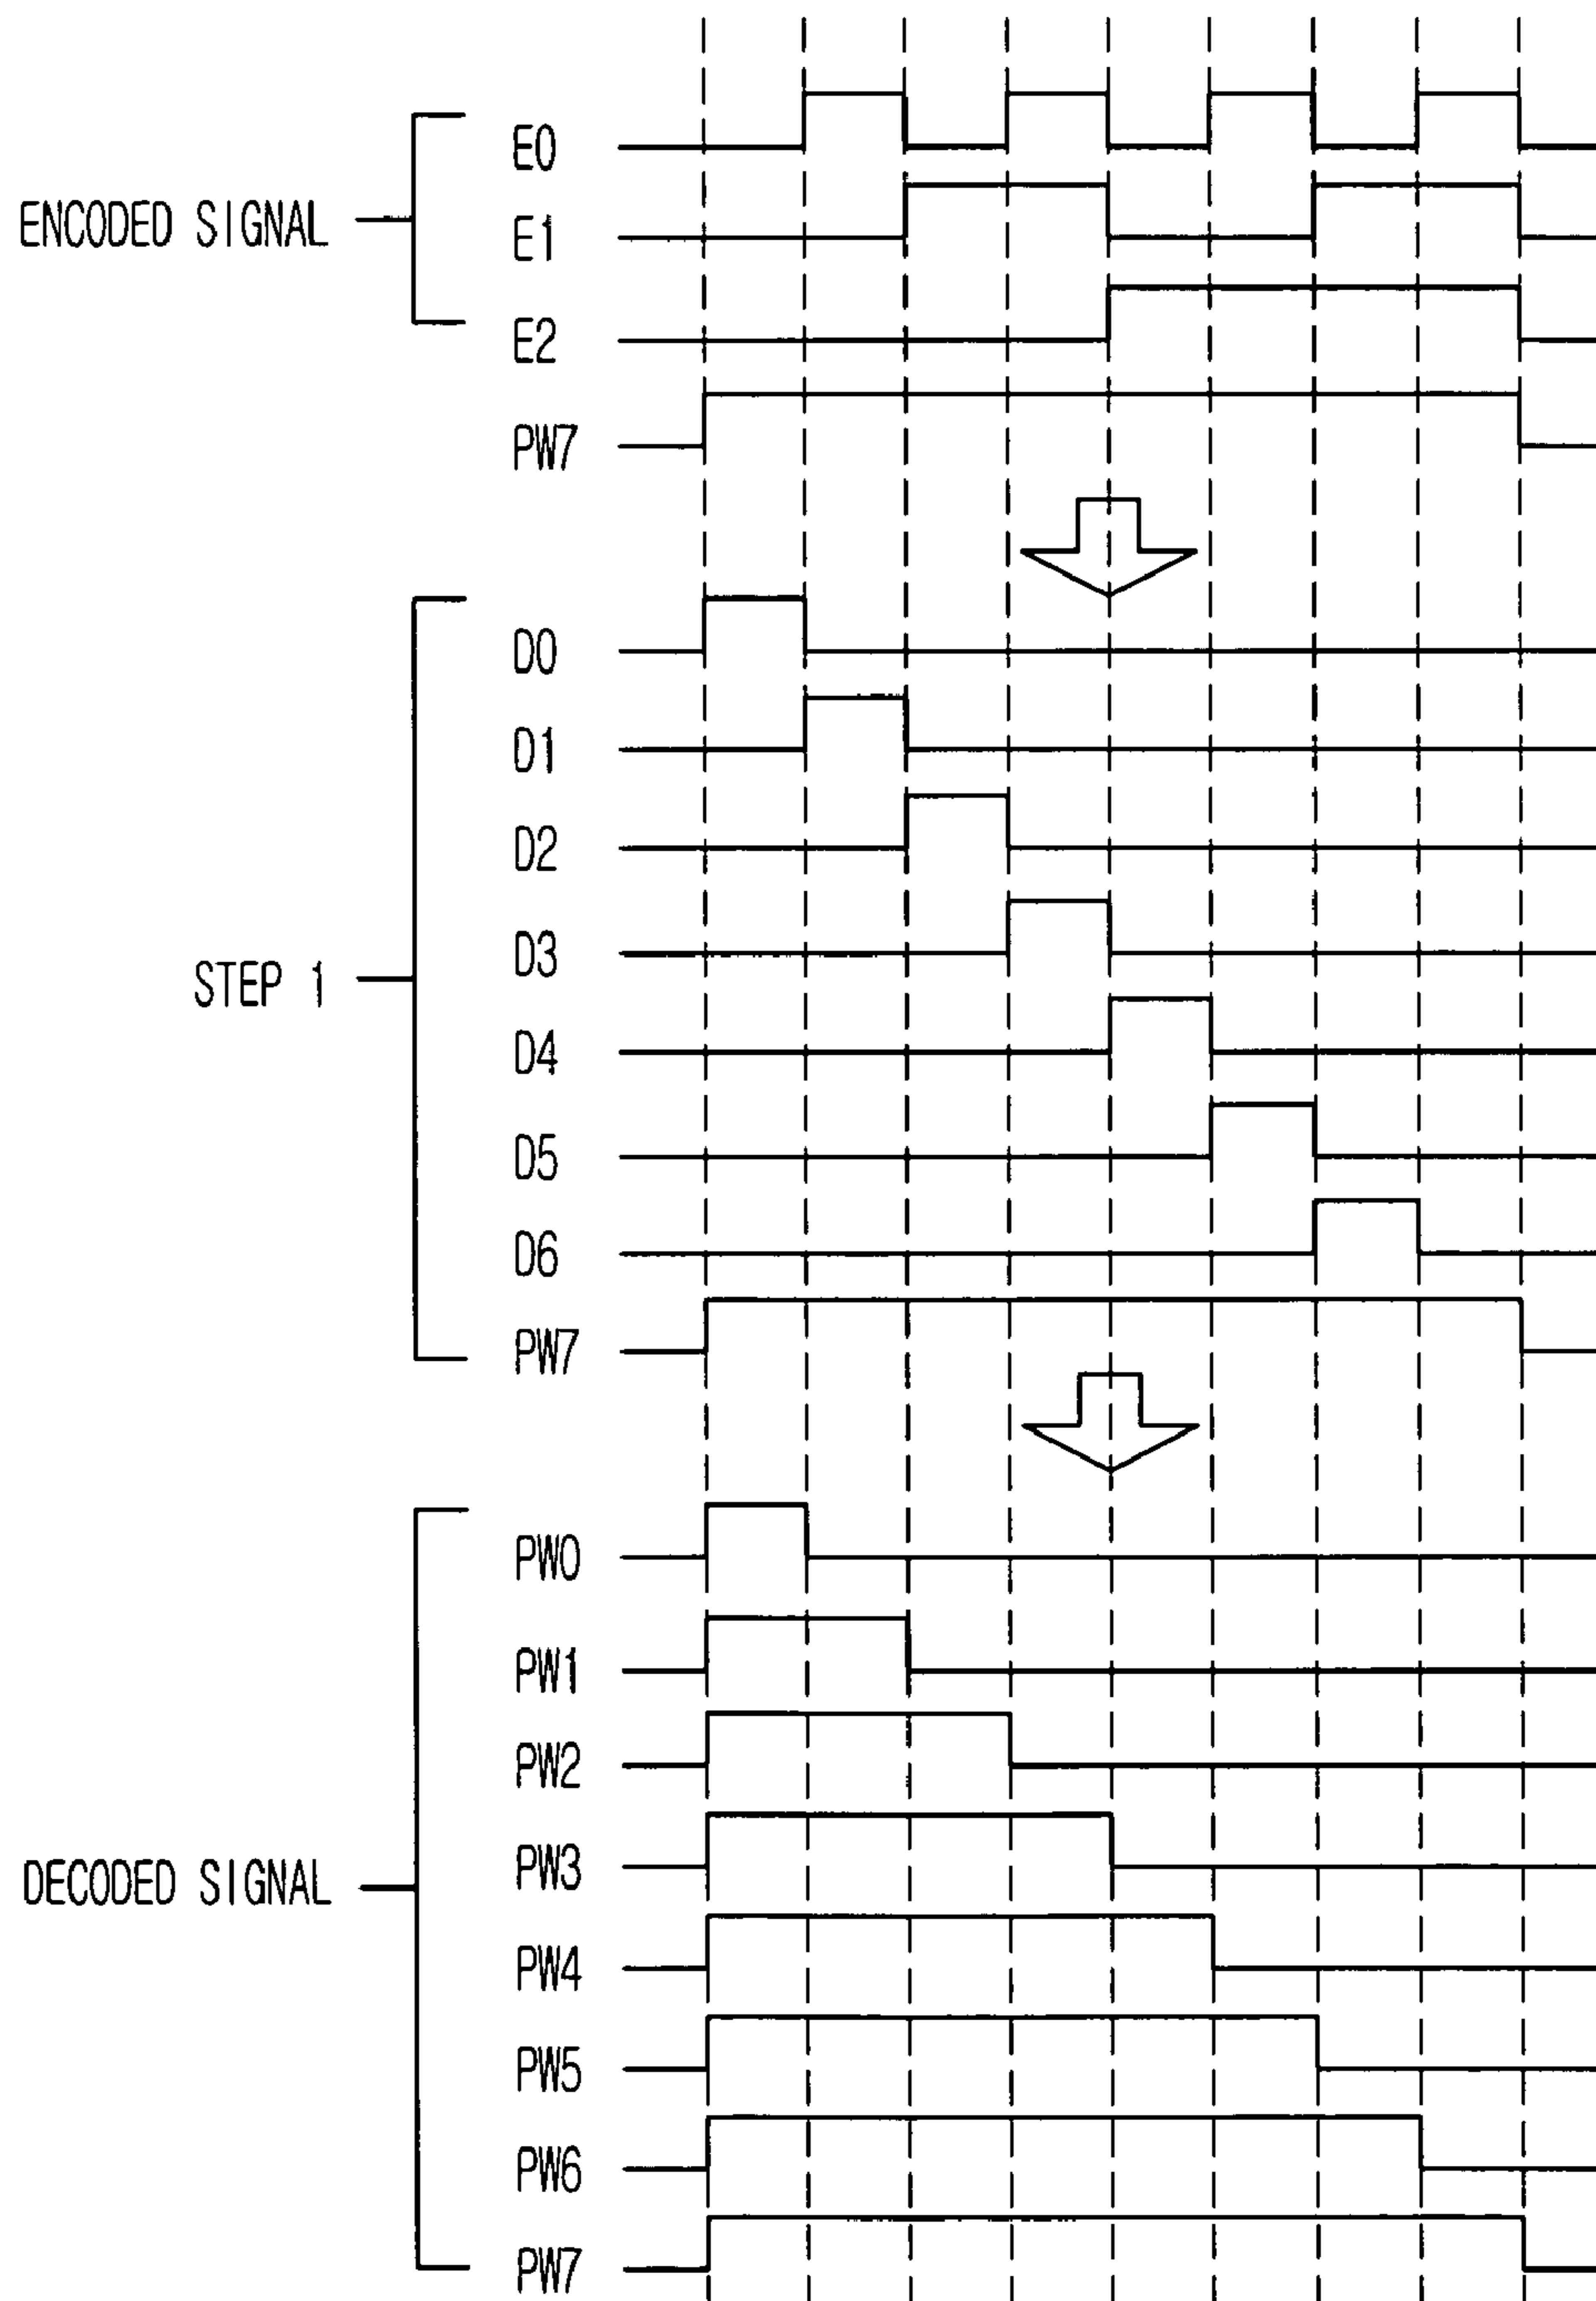 E0
ENCODED SIGNAL
E1
E2
PW7
D0
D1
D2
D3
STEP 1
D4
D5
D6
PW7
PW0
PW1
PW2
PW3
DECODED SIGNAL
PW4
PW5
PW6
PW7